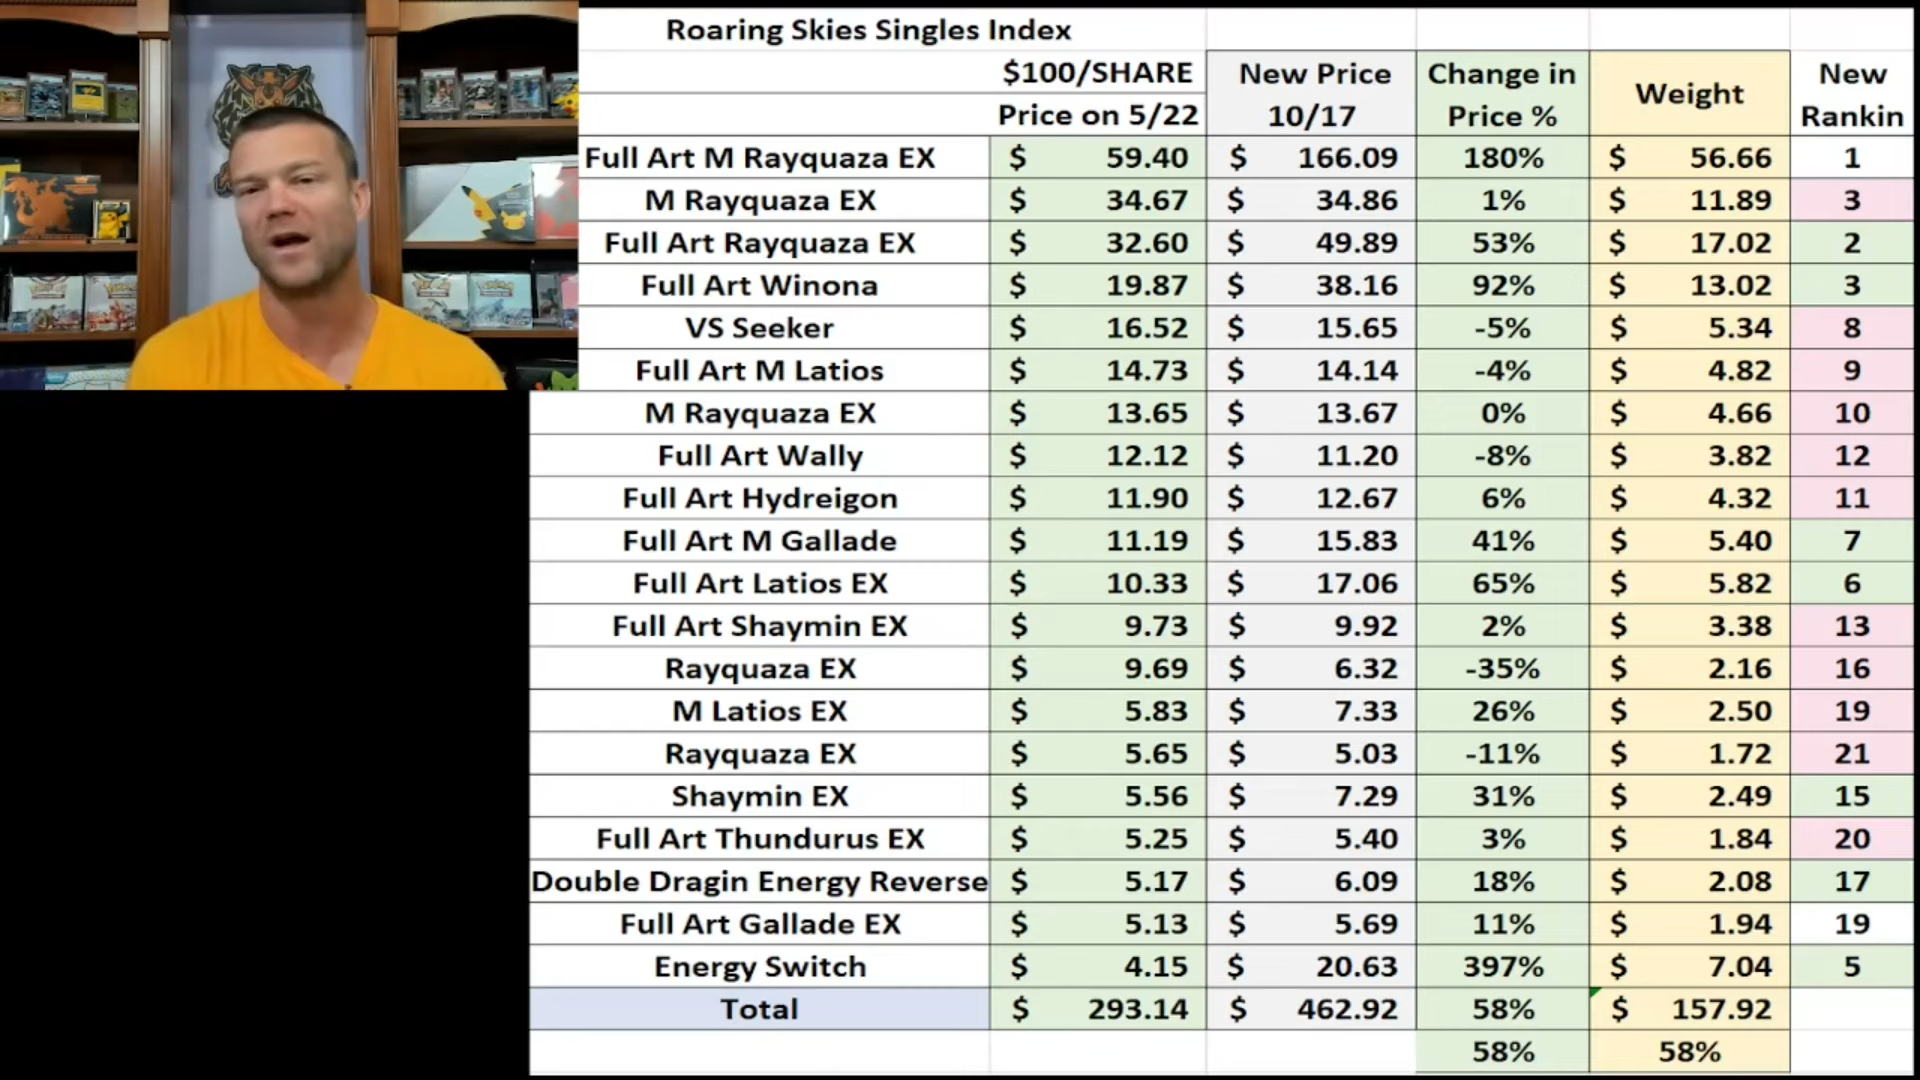 Roaring Skies Singles Index
$100/SHARE New Price Change in Weight New
Price on 5/22 10/17 Price % Rankin
Full Art M Rayquaza EX $ 59.40 $ 166.09 180% $ 56.66 1
M Rayquaza EX $ 34.67 $ 34.86 1% $ 11.89 3
Full Art Rayquaza EX $ 32.60 $ 49.89 53% $ 17.02 2
Full Art Winona $ 19.87 $ 38.16 92% $ 13.02 3
VS Seeker $ 16.52 $ 15.65 -5% $ 5.34 8
Full Art M Latios $ 14.73 $ 14.14 -4% $ 4.82 9
M Rayquaza EX $ 13.65 $ 13.67 0% $ 4.66 10
Full Art Wally $ 12.12 $ 11.20 -8% $ 3.82 12
Full Art Hydreigon $ 11.90 $ 12.67 6% $ 4.32 11
Full Art M Gallade $ 11.19 $ 15.83 41% $ 5.40 7
Full Art Latios EX $ 10.33 $ 17.06 65% $ 5.82 6
Full Art Shaymin EX $ 9.73 $ 9.92 2% $ 3.38 13
Rayquaza EX $ 9.69 $ 6.32 -35% $ 2.16 16
M Latios EX $ 5.83 $ 7.33 26% $ 2.50 19
Rayquaza EX $ 5.65 $ 5.03 -11% $ 1.72 21
Shaymin EX $ 5.56 $ 7.29 31% $ 2.49 15
Full Art Thundurus EX $ 5.25 $ 5.40 3% $ 1.84 20
Double Dragin Energy Reverse $ 5.17 $ 6.09 18% $ 2.08 17
Full Art Gallade EX $ 5.13 $ 5.69 11% $ 1.94 19
Energy Switch $ 4.15 $ 20.63 397% $ 7.04 5
Total $ 293.14 $ 462.92 58% $ 157.92
58% 58%